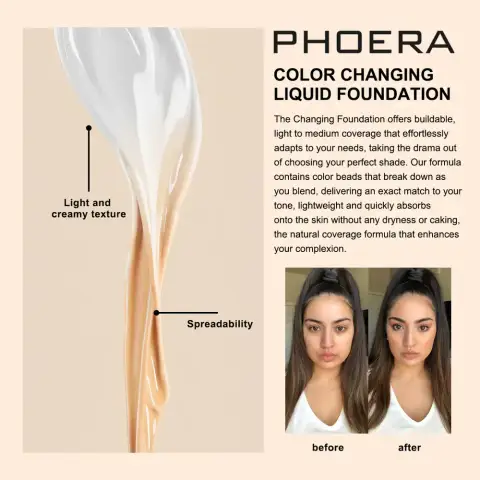 PHOERA
COLOR CHANGING
LIQUID FOUNDATION
The Changing Foundation offers buildable,
light to medium coverage that effortlessly
adapts to your needs, taking the drama out
of choosing your perfect shade. Our formula
contains color beads that break down as
you blend, delivering an exact match to your
tone, lightweight and quickly absorbs
onto the skin without any dryness or caking,
the natural coverage formula that enhances
your complexion.
Light and
creamy texture
Spreadability
before
after